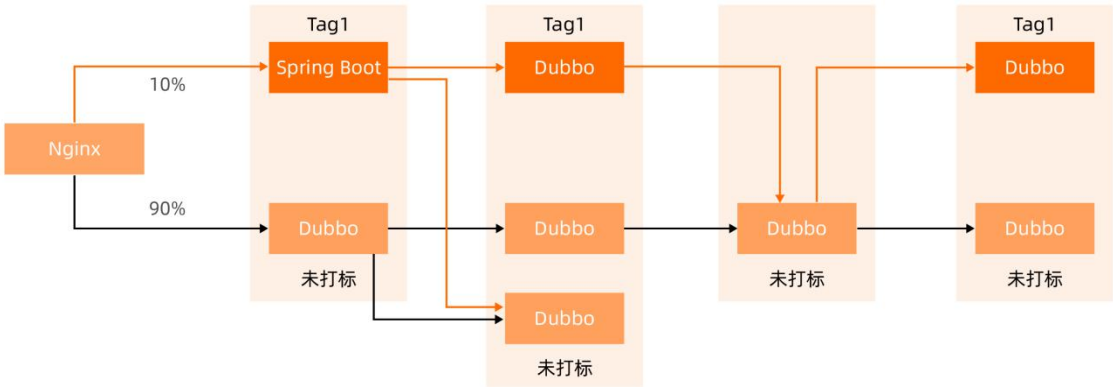 Tag1
Tag1
Tag1
Spring Boot
Dubbo
Dubbo
10%
Nginx
90%
Dubbo
Dubbo
Dubbo
Dubbo
未打标
未打标
未打标
Dubbo
未打标